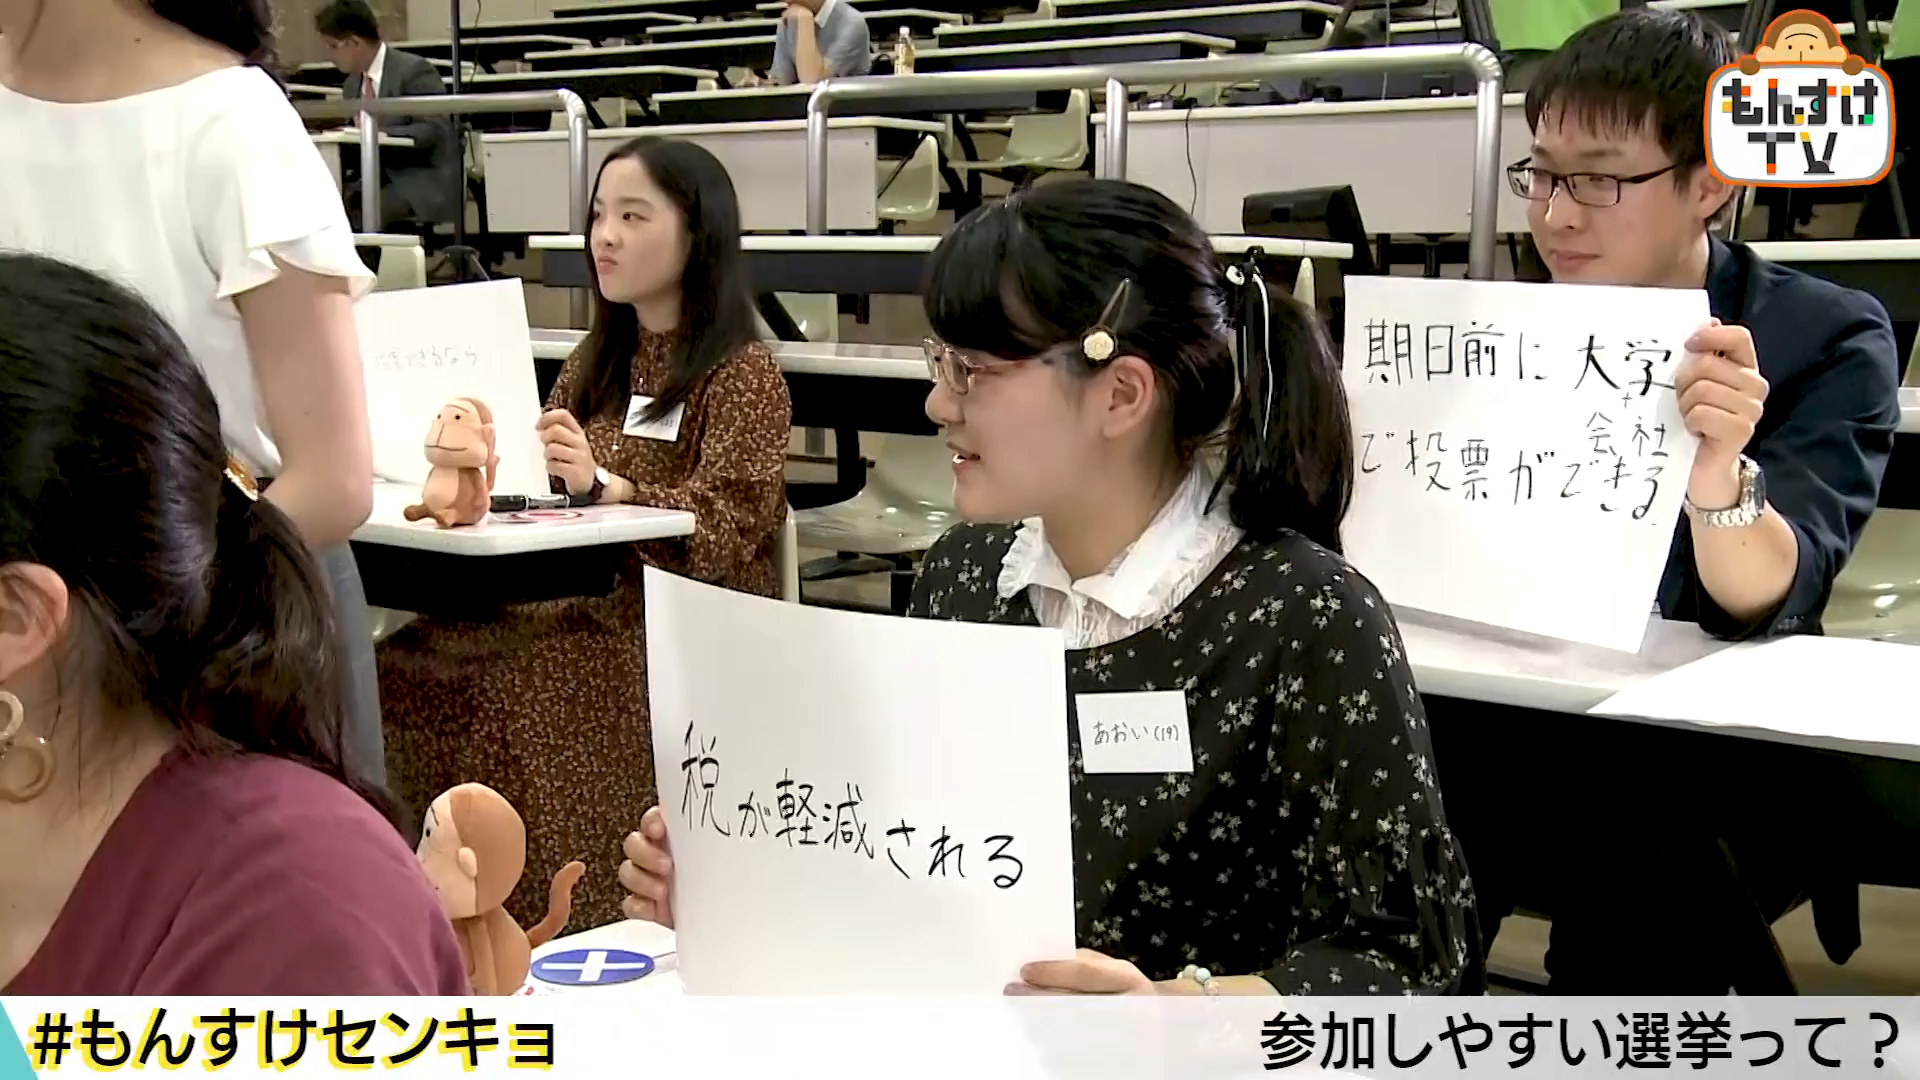 もんすけ
TV
期日前に大学
+
会社
で投票ができる
税が軽減される
あおい(19)
#もんすけセンキョ
参加しやすい選挙って？